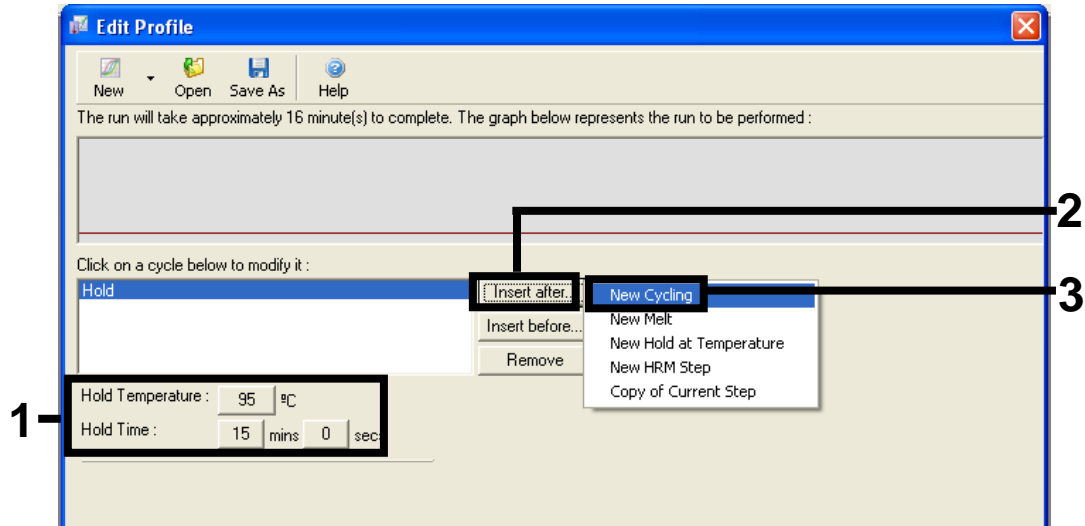 Edit Profile
New Open Save As Help
The run will take approximately 16 minute(s) to complete. The graph below represents the run to be performed :
2
Click on a cycle below to modify it :
Hold
Insert after...
New Cycling
3
New Melt
Insert before...
New Hold at Temperature
Remove
New HRM Step
Copy of Current Step
1
Hold Temperature : 95 ºC
Hold Time : 15 mins 0 secs